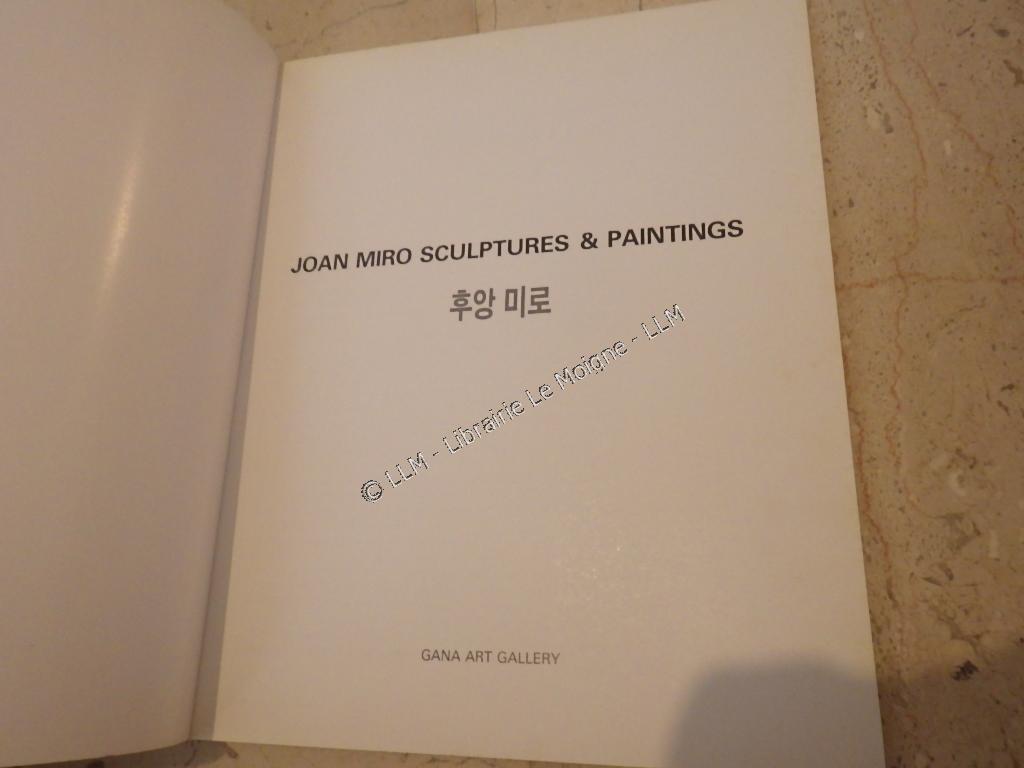 JOAN MIRO SCULPTURES & PAINTINGS
후앙 미로
© LLM - Librairie Le Moigne - LLM
GANA ART GALLERY